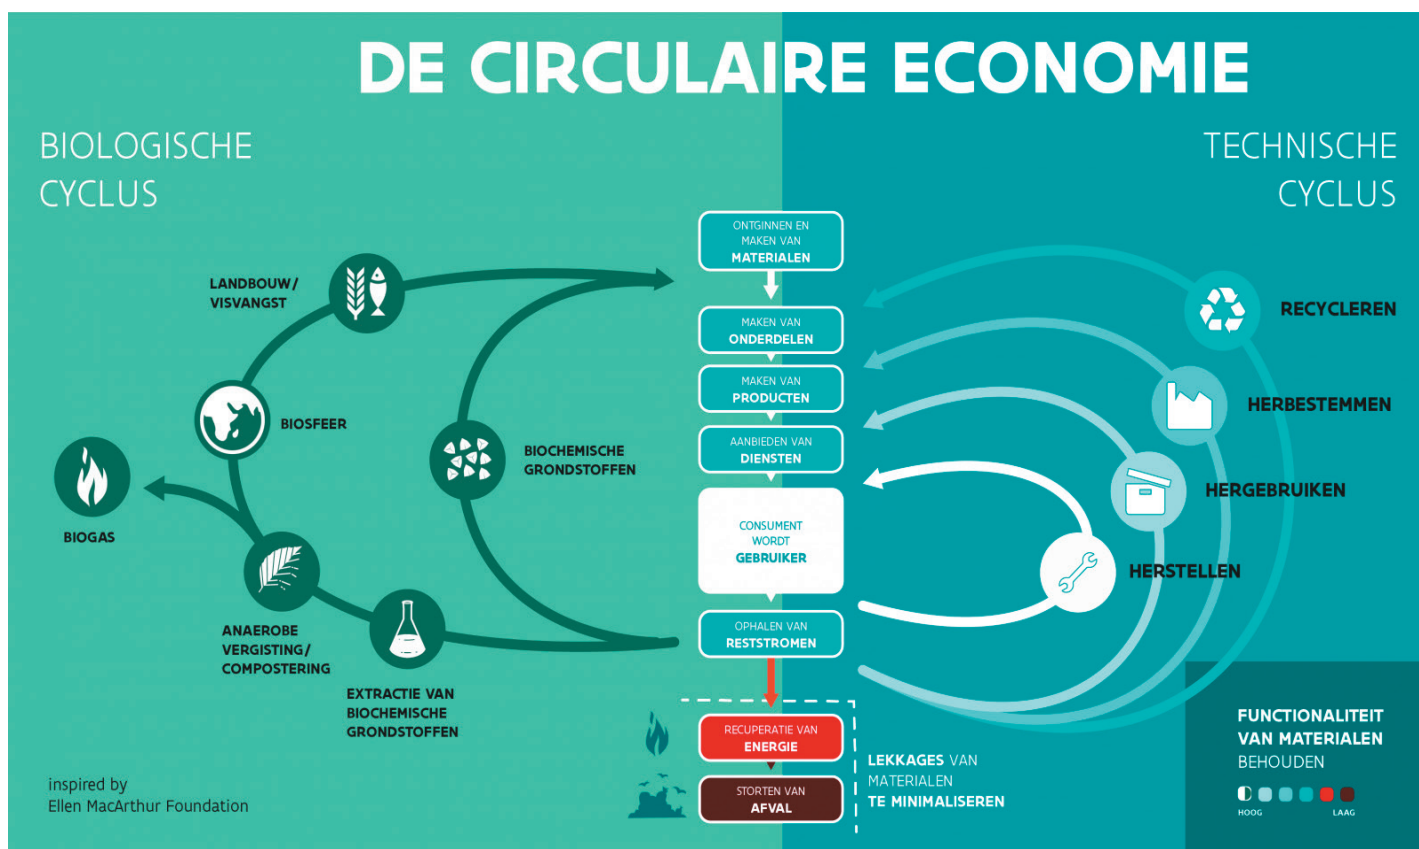 DE CIRCULAIRE ECONOMIE
BIOLOGISCHE
CYCLUS
TECHNISCHE
CYCLUS
LANDBOUW/
VISVANGST
BIOSFEER
BIOGAS
ANAEROBE
VERGISTING/
COMPOSTERING
EXTRACTIE VAN
BIOCHEMISCHE
GRONDSTOFFEN
BIOCHEMISCHE
GRONDSTOFFEN
ONTGINNEN EN
MAKEN VAN
MATERIALEN
MAKEN VAN
ONDERDELEN
MAKEN VAN
PRODUCTEN
AANBIEDEN VAN
DIENSTEN
CONSUMENT
WORDT
GEBRUIKER
OPHALEN VAN
RESTSTROMEN
RECUPERATIE VAN
ENERGIE
STORTEN VAN
AFVAL
RECYCLEREN
HERBESTEMMEN
HERGEBRUIKEN
HERSTELLEN
LEKKAGES VAN
MATERIALEN
TE MINIMALISEREN
FUNCTIONALITEIT
VAN MATERIALEN
BEHOUDEN
HOOG LAAG
inspired by
Ellen MacArthur Foundation